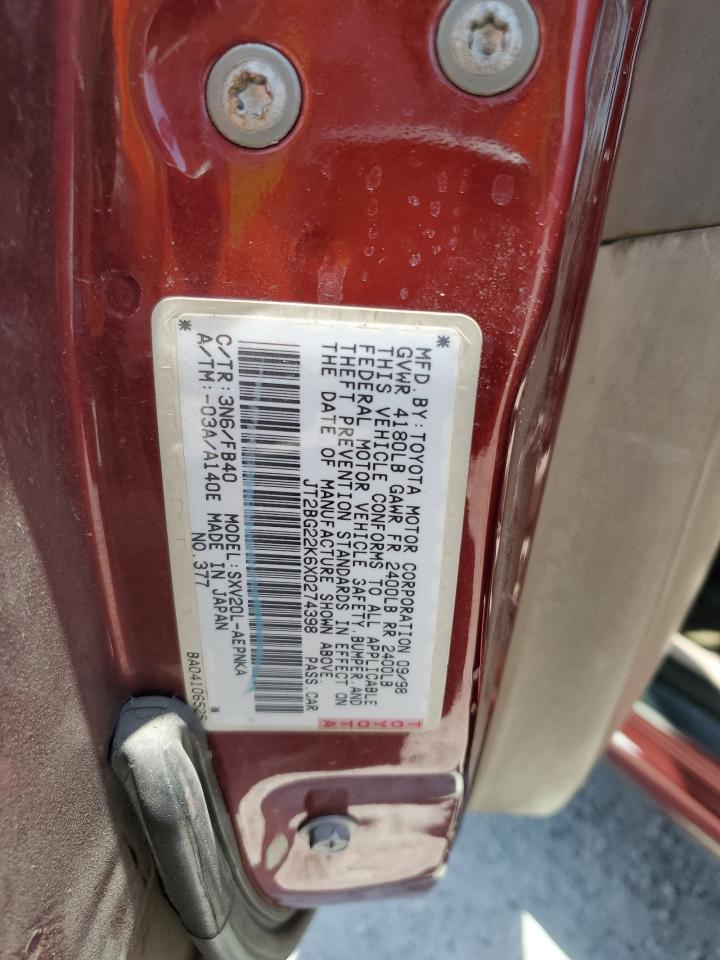 MFD. BY: TOYOTA MOTOR CORPORATION 09/98
GVWR 4180LB GAWR FR 2400LB RR 2400LB
THIS VEHICLE CONFORMS TO ALL APPLICABLE
FEDERAL MOTOR VEHICLE SAFETY, BUMPER, AND
THEFT PREVENTION STANDARDS IN EFFECT ON
THE DATE OF MANUFACTURE SHOWN ABOVE.
JT2BG22K6X0274398 PASS.CAR
C/TR: 3N6/FB40 MODEL: SXV20L-AEPNKA
A/TM: -03A/A140E MADE IN JAPAN
NO. 377
BA04106525
TOYOTA